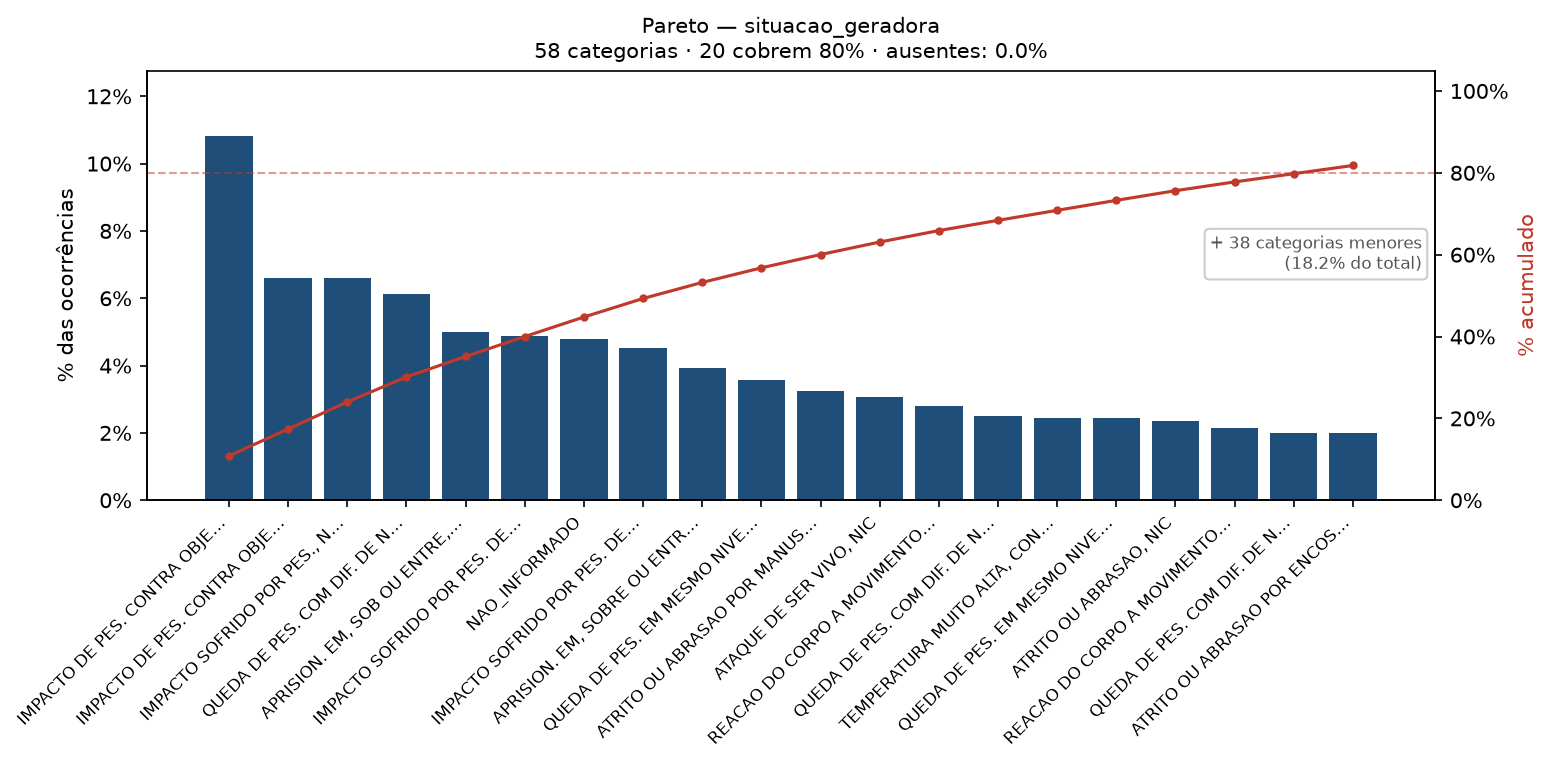 Pareto — situacao_geradora
58 categorias · 20 cobrem 80% · ausentes: 0.0%
12%
10%
8%
6%
4%
2%
0%
% das ocorrências
100%
80%
60%
40%
20%
0%
% acumulado
+ 38 categorias menores
(18.2% do total)
IMPACTO DE PES. CONTRA OBJE...
IMPACTO DE PES. CONTRA OBJE...
IMPACTO SOFRIDO POR PES., N...
QUEDA DE PES. COM DIF. DE N...
APRISION. EM, SOB OU ENTRE,...
IMPACTO SOFRIDO POR PES. DE...
NAO_INFORMADO
IMPACTO SOFRIDO POR PES. DE...
APRISION. EM, SOBRE OU ENTR...
QUEDA DE PES. EM MESMO NIVE...
ATRITO OU ABRASAO POR MANUS...
ATAQUE DE SER VIVO, NIC
REACAO DO CORPO A MOVIMENTO...
QUEDA DE PES. COM DIF. DE N...
TEMPERATURA MUITO ALTA, CON...
QUEDA DE PES. EM MESMO NIVE...
ATRITO OU ABRASAO, NIC
REACAO DO CORPO A MOVIMENTO...
QUEDA DE PES. COM DIF. DE N...
ATRITO OU ABRASAO POR ENCOS...